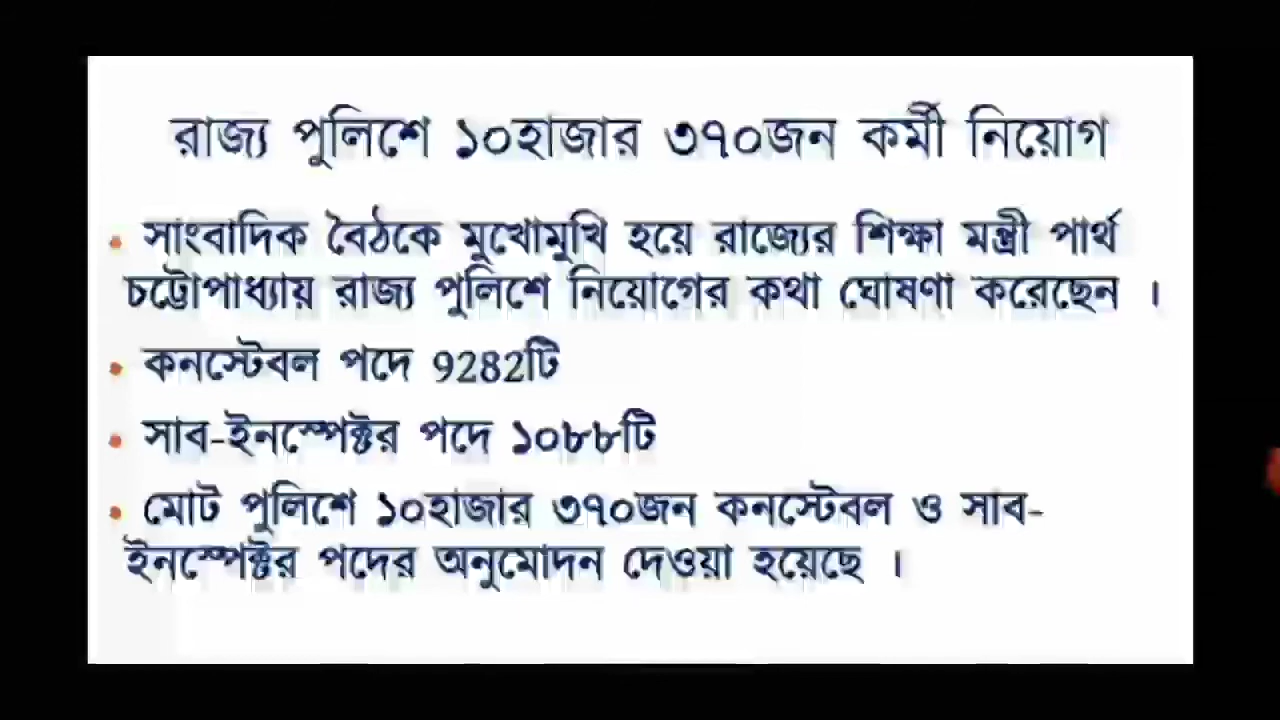 রাজ্য পুলিশে ১০হাজার ৩৭০জন কর্মী নিয়োগ
• সাংবাদিক বৈঠকে মুখোমুখি হয়ে রাজ্যের শিক্ষা মন্ত্রী পার্থ
চট্টোপাধ্যায় রাজ্য পুলিশে নিয়োগের কথা ঘোষণা করেছেন ।
• কনস্টেবল পদে 9282টি
• সাব-ইনস্পেক্টর পদে ১০৮৮টি
• মোট পুলিশে ১০হাজার ৩৭০জন কনস্টেবল ও সাব-
ইনস্পেক্টর পদের অনুমোদন দেওয়া হয়েছে ।